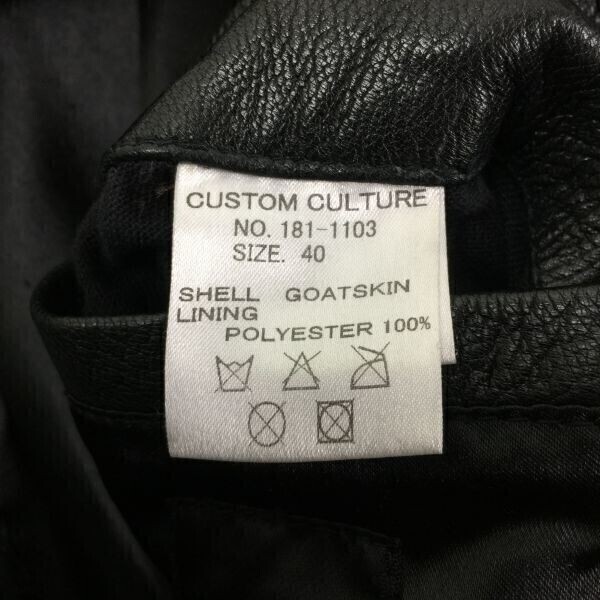 CUSTOM CULTURE
NO. 181-1103
SIZE. 40
SHELL GOATSKIN
LINING
POLYESTER 100%